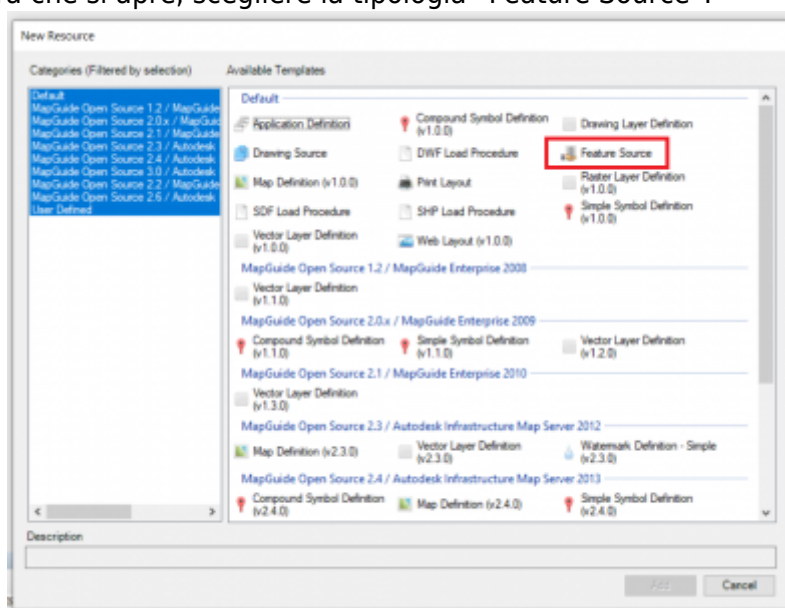 che si apre, scegliere la tipologia "Feature Source".
New Resource
Categories (Filtered by selection)
Available Templates
Default
MapGuide Open Source 1.2 / MapGuide
MapGuide Open Source 2.0.x / MapGuid
MapGuide Open Source 2.1 / MapGuide
MapGuide Open Source 2.3 / Autodesk
MapGuide Open Source 2.4 / Autodesk
MapGuide Open Source 3.0 / Autodesk
MapGuide Open Source 2.2 / MapGuide
MapGuide Open Source 2.6 / Autodesk
User Defined
Default
Application Definition
Compound Symbol Definition (v1.0.0)
Drawing Layer Definition
Drawing Source
DWF Load Procedure
Feature Source
Map Definition (v1.0.0)
Print Layout
Raster Layer Definition (v1.0.0)
SDF Load Procedure
SHP Load Procedure
Simple Symbol Definition (v1.0.0)
Vector Layer Definition (v1.0.0)
Web Layout (v1.0.0)
MapGuide Open Source 1.2 / MapGuide Enterprise 2008
Vector Layer Definition (v1.1.0)
MapGuide Open Source 2.0.x / MapGuide Enterprise 2009
Compound Symbol Definition (v1.1.0)
Simple Symbol Definition (v1.1.0)
Vector Layer Definition (v1.2.0)
MapGuide Open Source 2.1 / MapGuide Enterprise 2010
Vector Layer Definition (v1.3.0)
MapGuide Open Source 2.3 / Autodesk Infrastructure Map Server 2012
Map Definition (v2.3.0)
Vector Layer Definition (v2.3.0)
Watermark Definition - Simple (v2.3.0)
MapGuide Open Source 2.4 / Autodesk Infrastructure Map Server 2013
Compound Symbol Definition (v2.4.0)
Map Definition (v2.4.0)
Simple Symbol Definition (v2.4.0)
Description
Add
Cancel